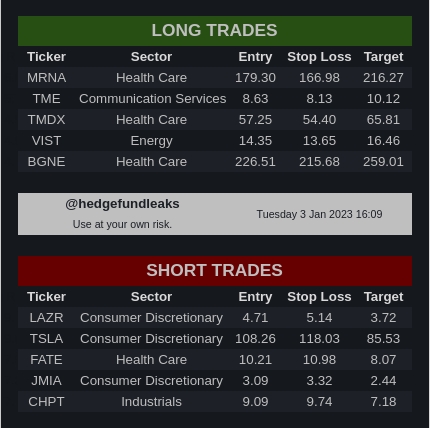 LONG TRADES
Ticker Sector Entry Stop Loss Target
MRNA Health Care 179.30 166.98 216.27
TME Communication Services 8.63 8.13 10.12
TMDX Health Care 57.25 54.40 65.81
VIST Energy 14.35 13.65 16.46
BGNE Health Care 226.51 215.68 259.01
@hedgefundleaks
Tuesday 3 Jan 2023 16:09
Use at your own risk.
SHORT TRADES
Ticker Sector Entry Stop Loss Target
LAZR Consumer Discretionary 4.71 5.14 3.72
TSLA Consumer Discretionary 108.26 118.03 85.53
FATE Health Care 10.21 10.98 8.07
JMIA Consumer Discretionary 3.09 3.32 2.44
CHPT Industrials 9.09 9.74 7.18